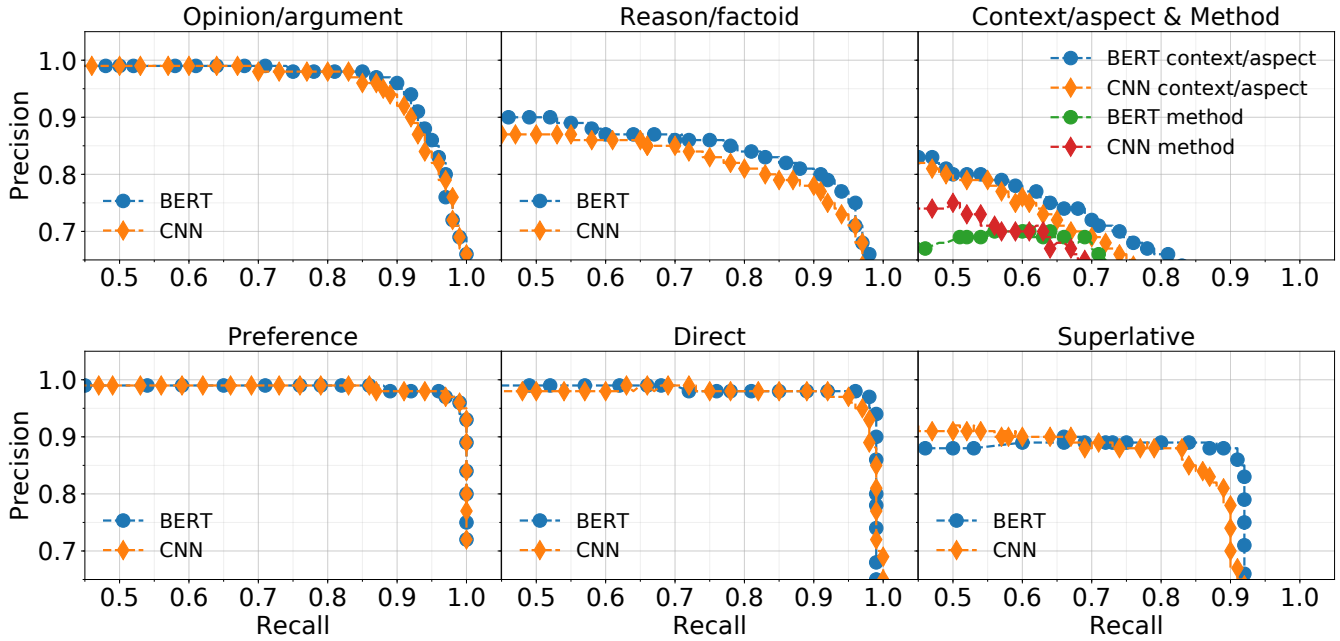 Opinion/argument
Reason/factoid
Context/aspect & Method
Precision
1.0
0.9
0.8
0.7
BERT
CNN
BERT
CNN
BERT context/aspect
CNN context/aspect
BERT method
CNN method
0.5 0.6 0.7 0.8 0.9 1.0
0.5 0.6 0.7 0.8 0.9 1.0
0.5 0.6 0.7 0.8 0.9 1.0
Preference
Direct
Superlative
Precision
1.0
0.9
0.8
0.7
BERT
CNN
BERT
CNN
BERT
CNN
0.5 0.6 0.7 0.8 0.9 1.0
0.5 0.6 0.7 0.8 0.9 1.0
0.5 0.6 0.7 0.8 0.9 1.0
Recall
Recall
Recall